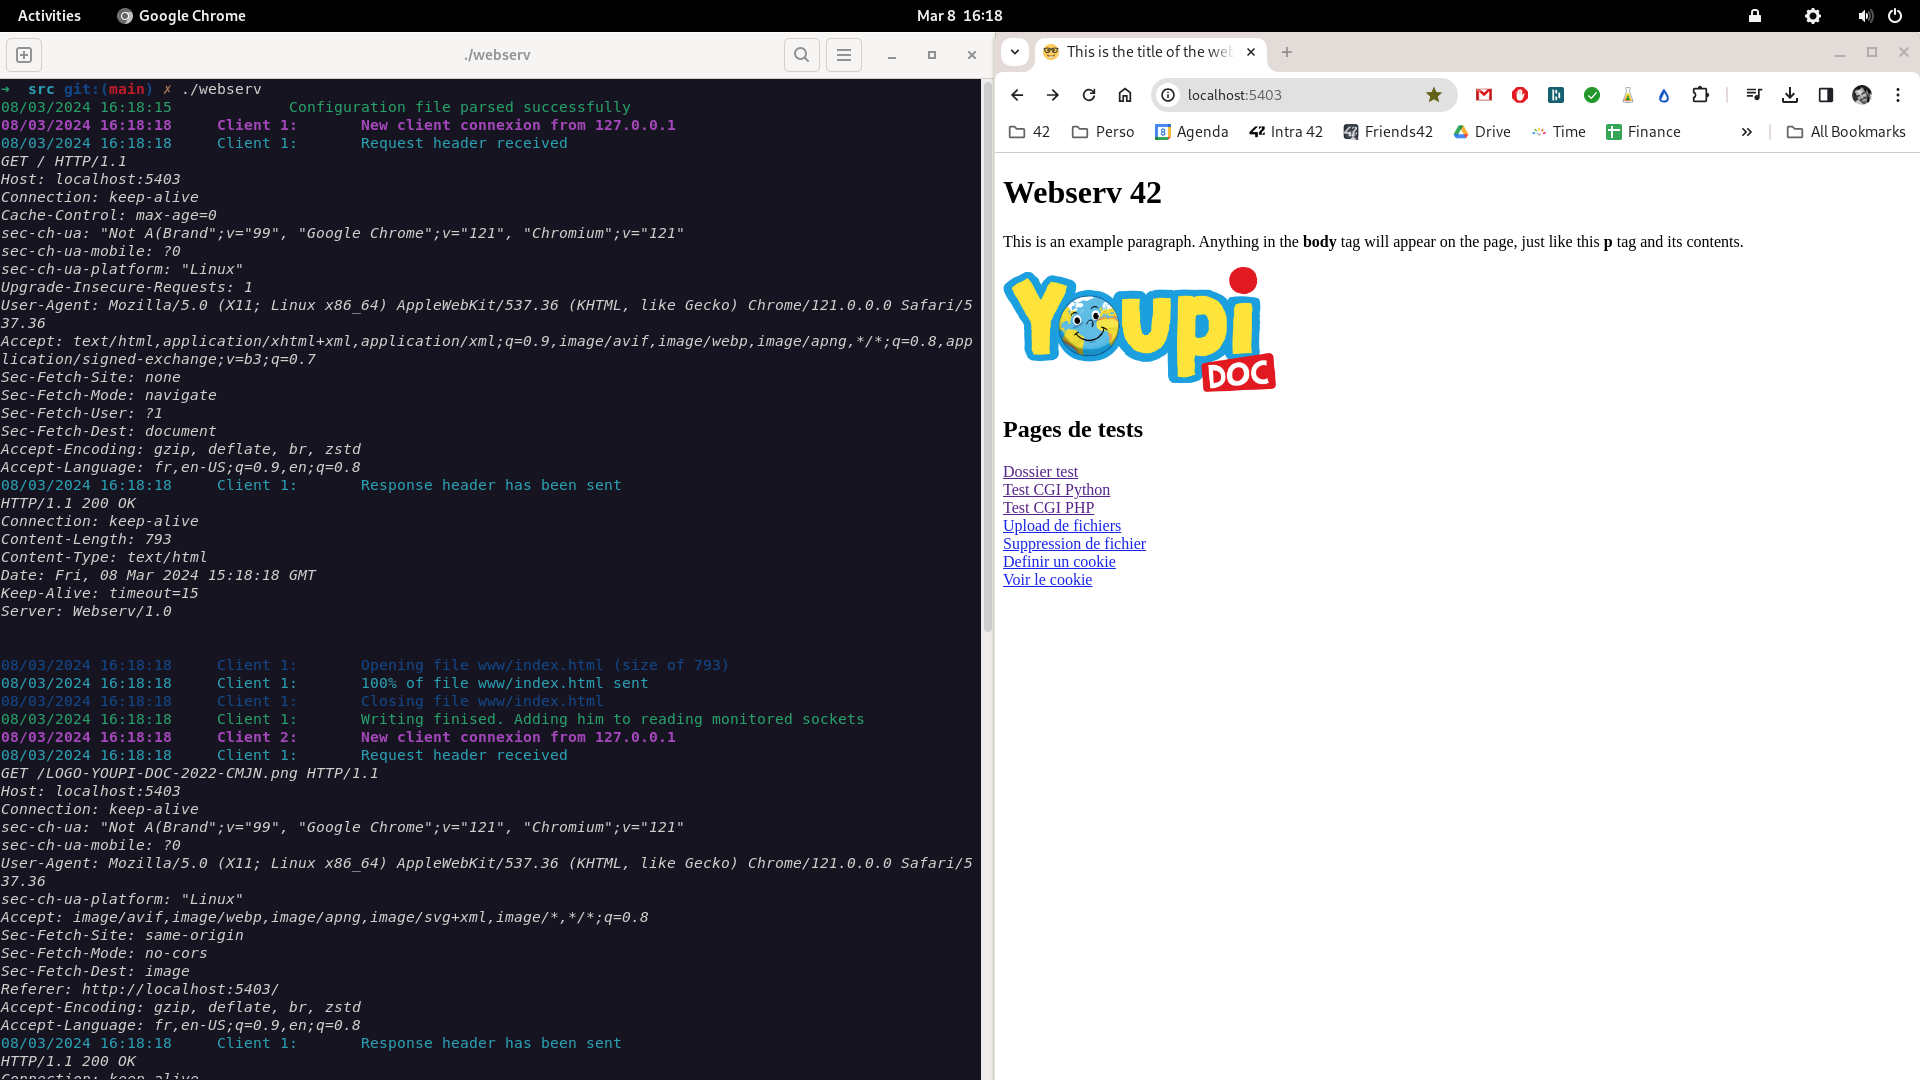 Activities Google Chrome Mar 8 16:18
./webserv
➜ src git:(main) ✗ ./webserv
08/03/2024 16:18:15 Configuration file parsed successfully
08/03/2024 16:18:18 Client 1: New client connexion from 127.0.0.1
08/03/2024 16:18:18 Client 1: Request header received
GET / HTTP/1.1
Host: localhost:5403
Connection: keep-alive
Cache-Control: max-age=0
sec-ch-ua: "Not A(Brand";v="99", "Google Chrome";v="121", "Chromium";v="121"
sec-ch-ua-mobile: ?0
sec-ch-ua-platform: "Linux"
Upgrade-Insecure-Requests: 1
User-Agent: Mozilla/5.0 (X11; Linux x86_64) AppleWebKit/537.36 (KHTML, like Gecko) Chrome/121.0.0.0 Safari/5
37.36
Accept: text/html,application/xhtml+xml,application/xml;q=0.9,image/avif,image/webp,image/apng,*/*;q=0.8,app
lication/signed-exchange;v=b3;q=0.7
Sec-Fetch-Site: none
Sec-Fetch-Mode: navigate
Sec-Fetch-User: ?1
Sec-Fetch-Dest: document
Accept-Encoding: gzip, deflate, br, zstd
Accept-Language: fr,en-US;q=0.9,en;q=0.8
08/03/2024 16:18:18 Client 1: Response header has been sent
HTTP/1.1 200 OK
Connection: keep-alive
Content-Length: 793
Content-Type: text/html
Date: Fri, 08 Mar 2024 15:18:18 GMT
Keep-Alive: timeout=15
Server: Webserv/1.0
08/03/2024 16:18:18 Client 1: Opening file www/index.html (size of 793)
08/03/2024 16:18:18 Client 1: 100% of file www/index.html sent
08/03/2024 16:18:18 Client 1: Closing file www/index.html
08/03/2024 16:18:18 Client 1: Writing finised. Adding him to reading monitored sockets
08/03/2024 16:18:18 Client 2: New client connexion from 127.0.0.1
08/03/2024 16:18:18 Client 1: Request header received
GET /LOGO-YOUPI-DOC-2022-CMJN.png HTTP/1.1
Host: localhost:5403
Connection: keep-alive
sec-ch-ua: "Not A(Brand";v="99", "Google Chrome";v="121", "Chromium";v="121"
sec-ch-ua-mobile: ?0
User-Agent: Mozilla/5.0 (X11; Linux x86_64) AppleWebKit/537.36 (KHTML, like Gecko) Chrome/121.0.0.0 Safari/5
37.36
sec-ch-ua-platform: "Linux"
Accept: image/avif,image/webp,image/apng,image/svg+xml,image/*,*/*;q=0.8
Sec-Fetch-Site: same-origin
Sec-Fetch-Mode: no-cors
Sec-Fetch-Dest: image
Referer: http://localhost:5403/
Accept-Encoding: gzip, deflate, br, zstd
Accept-Language: fr,en-US;q=0.9,en;q=0.8
08/03/2024 16:18:18 Client 1: Response header has been sent
HTTP/1.1 200 OK
Connection: keep-alive
This is the title of the web
localhost:5403
42 Perso Agenda Intra 42 Friends42 Drive Time Finance » All Bookmarks
Webserv 42
This is an example paragraph. Anything in the body tag will appear on the page, just like this p tag and its contents.
Youpi
DOC
Pages de tests
Dossier test
Test CGI Python
Test CGI PHP
Upload de fichiers
Suppression de fichier
Definir un cookie
Voir le cookie